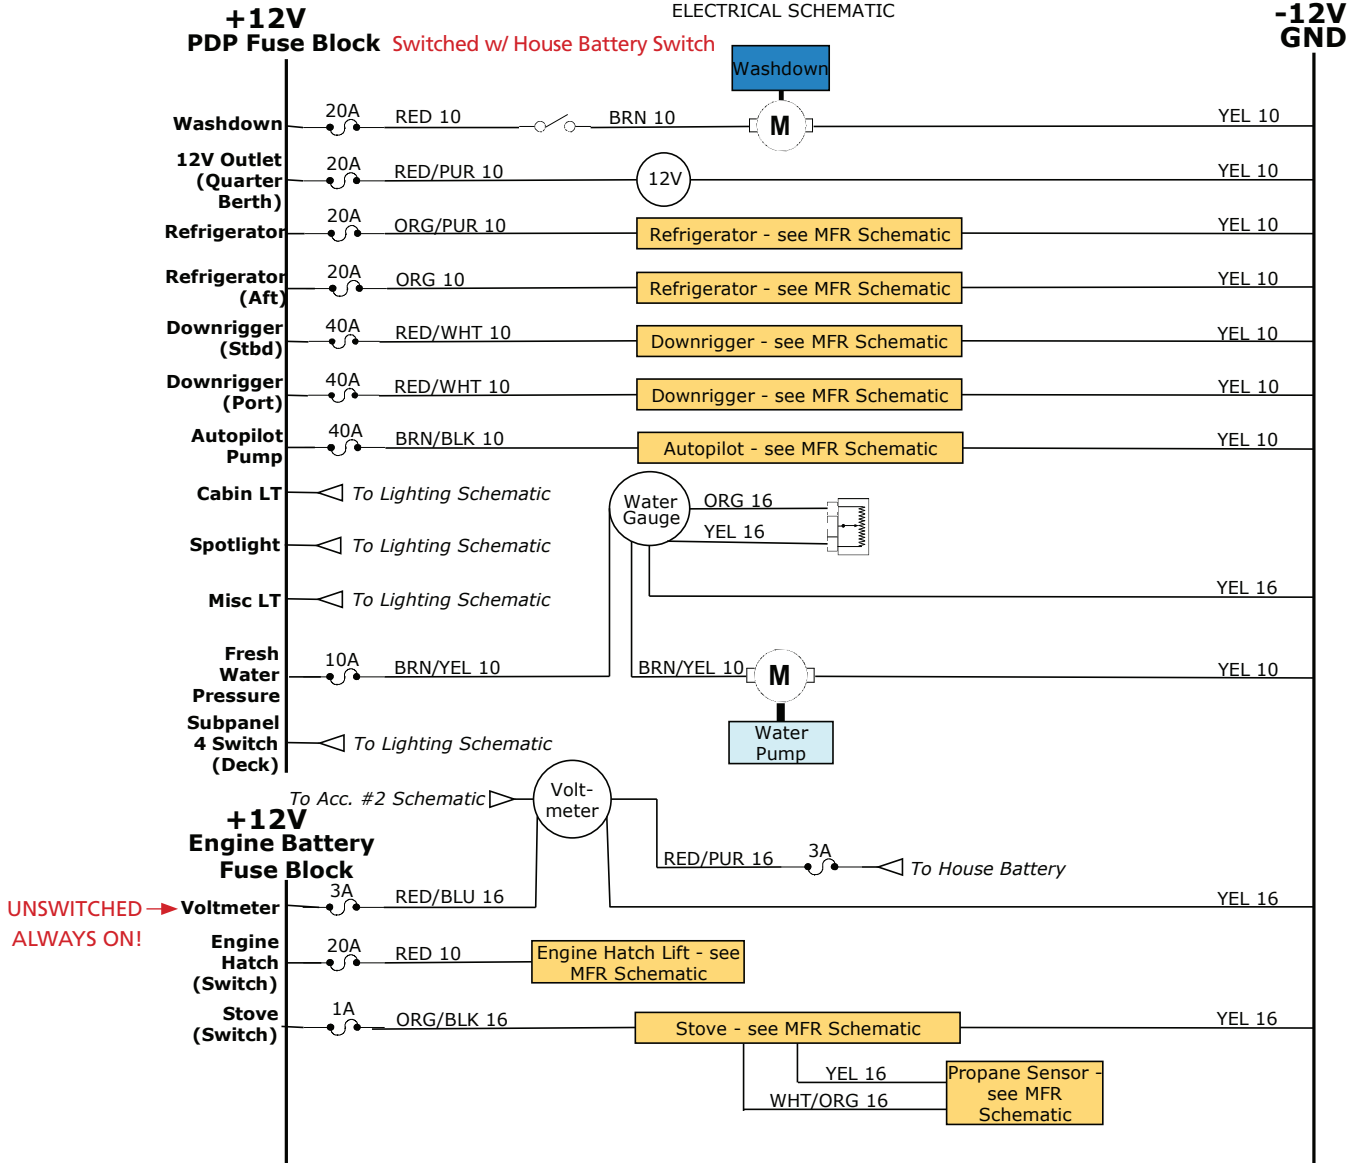 ELECTRICAL SCHEMATIC
+12V
PDP Fuse Block
Switched w/ House Battery Switch
-12V
GND
Washdown
Washdown
20A
RED 10
BRN 10
M
YEL 10
12V Outlet
(Quarter
Berth)
20A
RED/PUR 10
12V
YEL 10
Refrigerator
20A
ORG/PUR 10
Refrigerator - see MFR Schematic
YEL 10
Refrigerator
(Aft)
20A
ORG 10
Refrigerator - see MFR Schematic
YEL 10
Downrigger
(Stbd)
40A
RED/WHT 10
Downrigger - see MFR Schematic
YEL 10
Downrigger
(Port)
40A
RED/WHT 10
Downrigger - see MFR Schematic
YEL 10
Autopilot
Pump
40A
BRN/BLK 10
Autopilot - see MFR Schematic
YEL 10
Cabin LT
To Lighting Schematic
Water
Gauge
ORG 16
YEL 16
Spotlight
To Lighting Schematic
Misc LT
To Lighting Schematic
YEL 16
Fresh
Water
Pressure
10A
BRN/YEL 10
BRN/YEL 10
M
YEL 10
Water
Pump
Subpanel
4 Switch
(Deck)
To Lighting Schematic
To Acc. #2 Schematic
Volt-
meter
RED/PUR 16
3A
To House Battery
+12V
Engine Battery
Fuse Block
UNSWITCHED
ALWAYS ON!
Voltmeter
3A
RED/BLU 16
YEL 16
Engine
Hatch
(Switch)
20A
RED 10
Engine Hatch Lift - see
MFR Schematic
Stove
(Switch)
1A
ORG/BLK 16
Stove - see MFR Schematic
YEL 16
YEL 16
WHT/ORG 16
Propane Sensor -
see MFR
Schematic